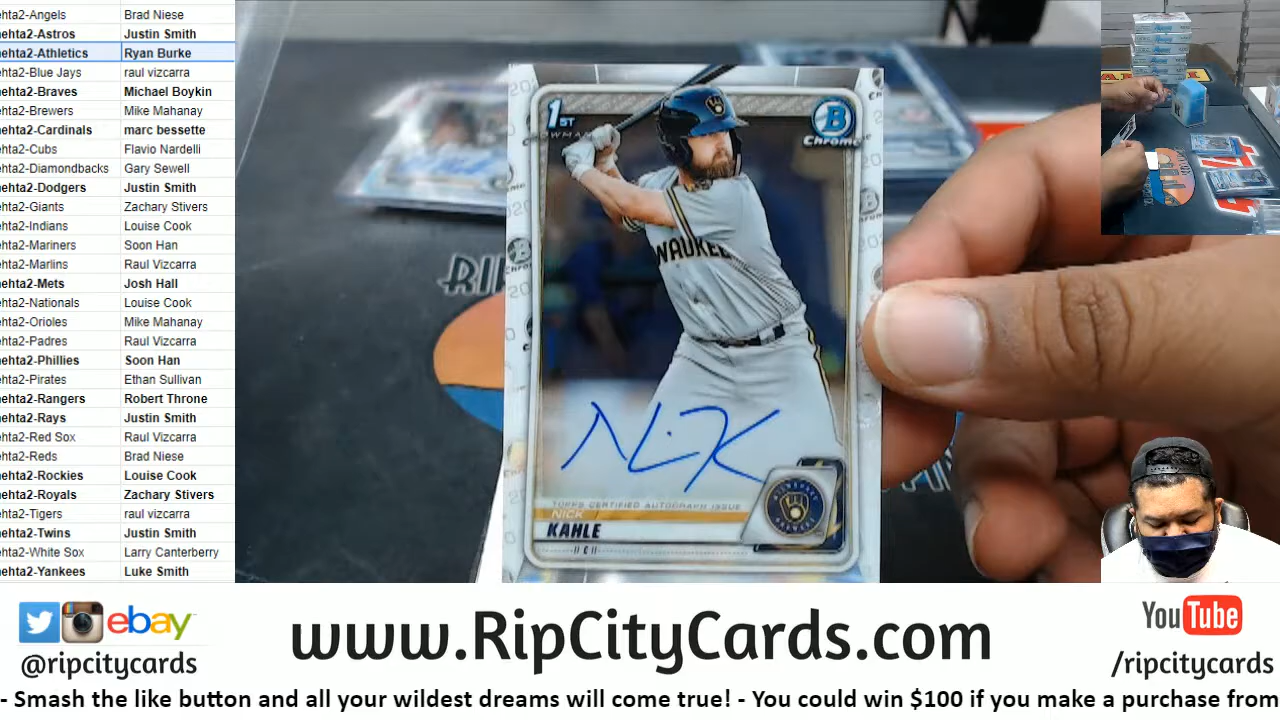 ehta2-Angels Brad Niese
ehta2-Astros Justin Smith
ehta2-Athletics Ryan Burke
ehta2-Blue Jays raul vizcarra
ehta2-Braves Michael Boykin
ehta2-Brewers Mike Mahanay
ehta2-Cardinals marc bessette
ehta2-Cubs Flavio Nardelli
ehta2-Diamondbacks Gary Sewell
ehta2-Dodgers Justin Smith
ehta2-Giants Zachary Stivers
ehta2-Indians Louise Cook
ehta2-Mariners Soon Han
ehta2-Marlins Raul Vizcarra
ehta2-Mets Josh Hall
ehta2-Nationals Louise Cook
ehta2-Orioles Mike Mahanay
ehta2-Padres Raul Vizcarra
ehta2-Phillies Soon Han
ehta2-Pirates Ethan Sullivan
ehta2-Rangers Robert Throne
ehta2-Rays Justin Smith
ehta2-Red Sox Raul Vizcarra
ehta2-Reds Brad Niese
ehta2-Rockies Louise Cook
ehta2-Royals Zachary Stivers
ehta2-Tigers raul vizcarra
ehta2-Twins Justin Smith
ehta2-White Sox Larry Canterberry
ehta2-Yankees Luke Smith
1ST
BOWMAN
B
Chrome
WAUKEE
RIP
NK
TOPPS CERTIFIED AUTOGRAPH ISSUE
NICK
KAHLE
C
ebay
@ripcitycards
www.RipCityCards.com
YouTube
/ripcitycards
- Smash the like button and all your wildest dreams will come true! - You could win $100 if you make a purchase from